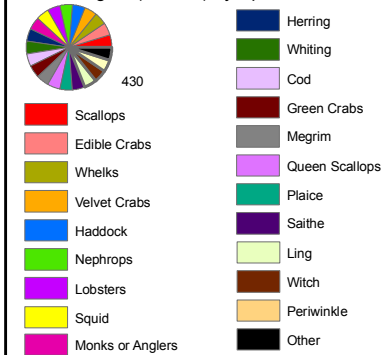 430
Scallops
Edible Crabs
Whelks
Velvet Crabs
Haddock
Nephrops
Lobsters
Squid
Monks or Anglers
Herring
Whiting
Cod
Green Crabs
Megrim
Queen Scallops
Plaice
Saithe
Ling
Witch
Periwinkle
Other